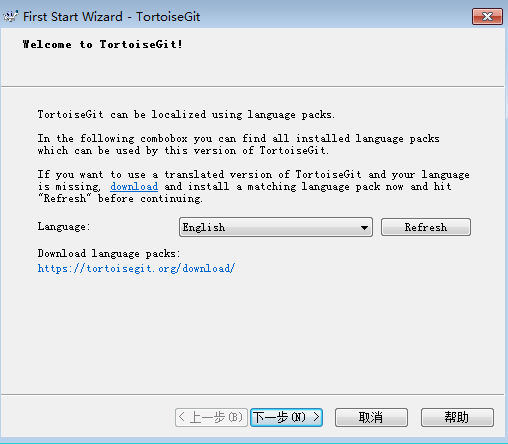 First Start Wizard - TortoiseGit
Welcome to TortoiseGit!
TortoiseGit can be localized using language packs.
In the following combobox you can find all installed language packs
which can be used by this version of TortoiseGit.
If you want to use a translated version of TortoiseGit and your language
is missing, download and install a matching language pack now and hit
"Refresh" before continuing.
Language: English Refresh
Download language packs:
https://tortoisegit.org/download/
< 上一步(B) 下一步(N) > 取消 帮助